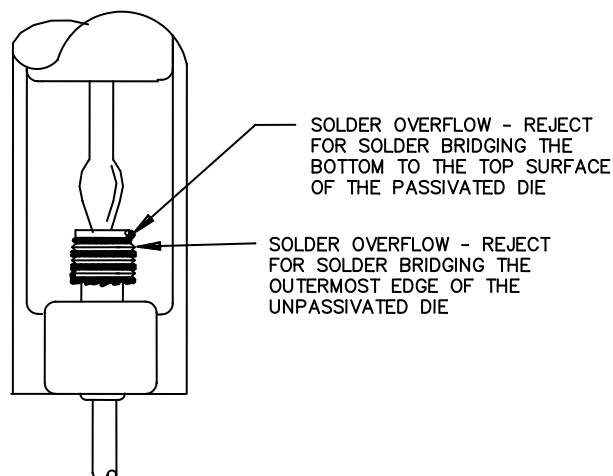 SOLDER OVERFLOW - REJECT
FOR SOLDER BRIDGING THE
BOTTOM TO THE TOP SURFACE
OF THE PASSIVATED DIE
SOLDER OVERFLOW - REJECT
FOR SOLDER BRIDGING THE
OUTERMOST EDGE OF THE
UNPASSIVATED DIE